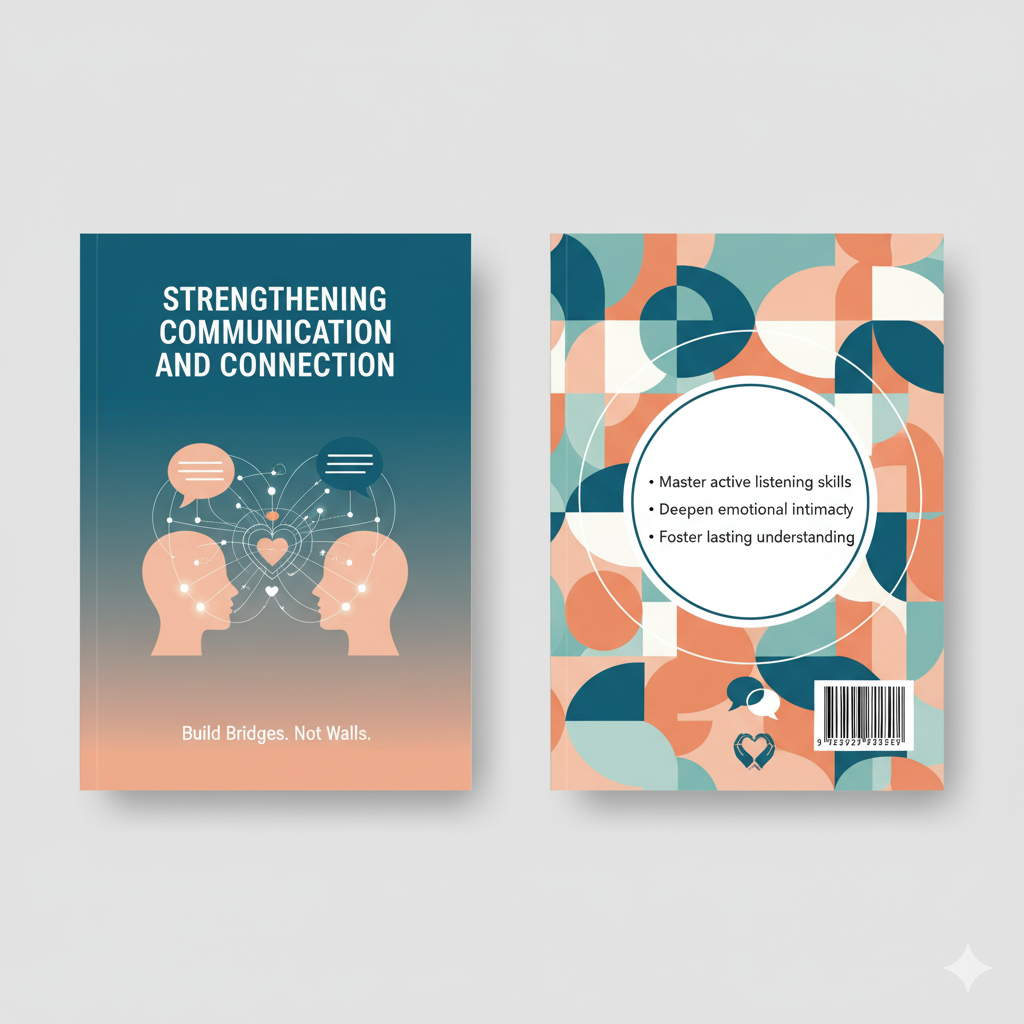 STRENGTHENING
COMMUNICATION
AND CONNECTION
Build Bridges. Not Walls.
• Master active listening skills
• Deepen emotional intimacy
• Foster lasting understanding